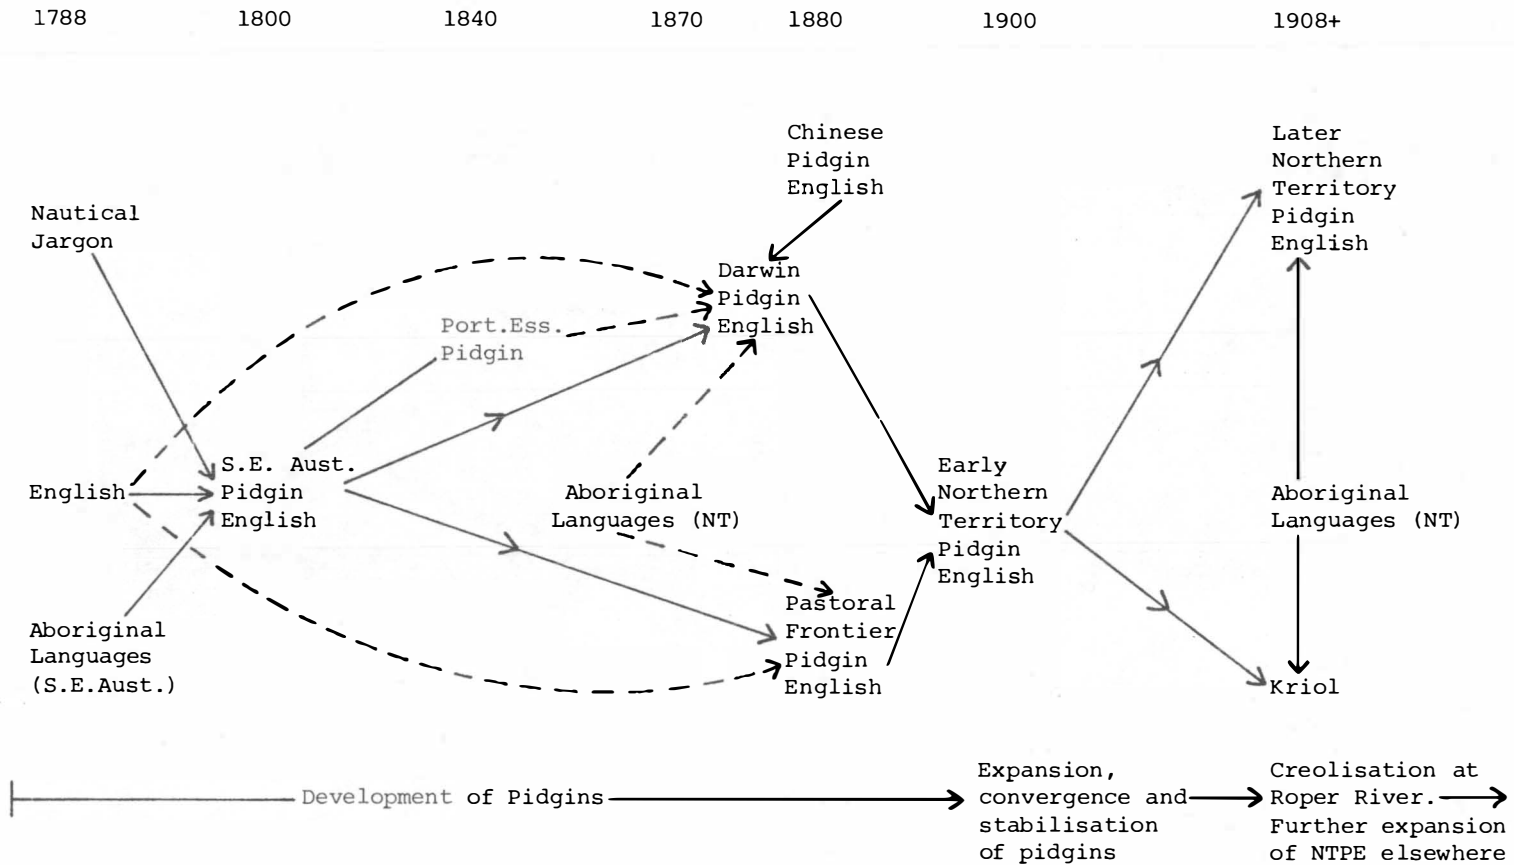 1788 1800 1840 1870 1880 1900 1908+
Chinese
Pidgin
English
Later
Northern
Territory
Pidgin
English
Nautical
Jargon
Darwin
Pidgin
English
Port.Ess.
Pidgin
S.E. Aust.
Pidgin
English
English
Aboriginal
Languages (NT)
Early
Northern
Territory
Pidgin
English
Aboriginal
Languages (NT)
Aboriginal
Languages
(S.E.Aust.)
Pastoral
Frontier
Pidgin
English
Kriol
Development of Pidgins
Expansion,
convergence and
stabilisation
of pidgins
Creolisation at
Roper River.
Further expansion
of NTPE elsewhere